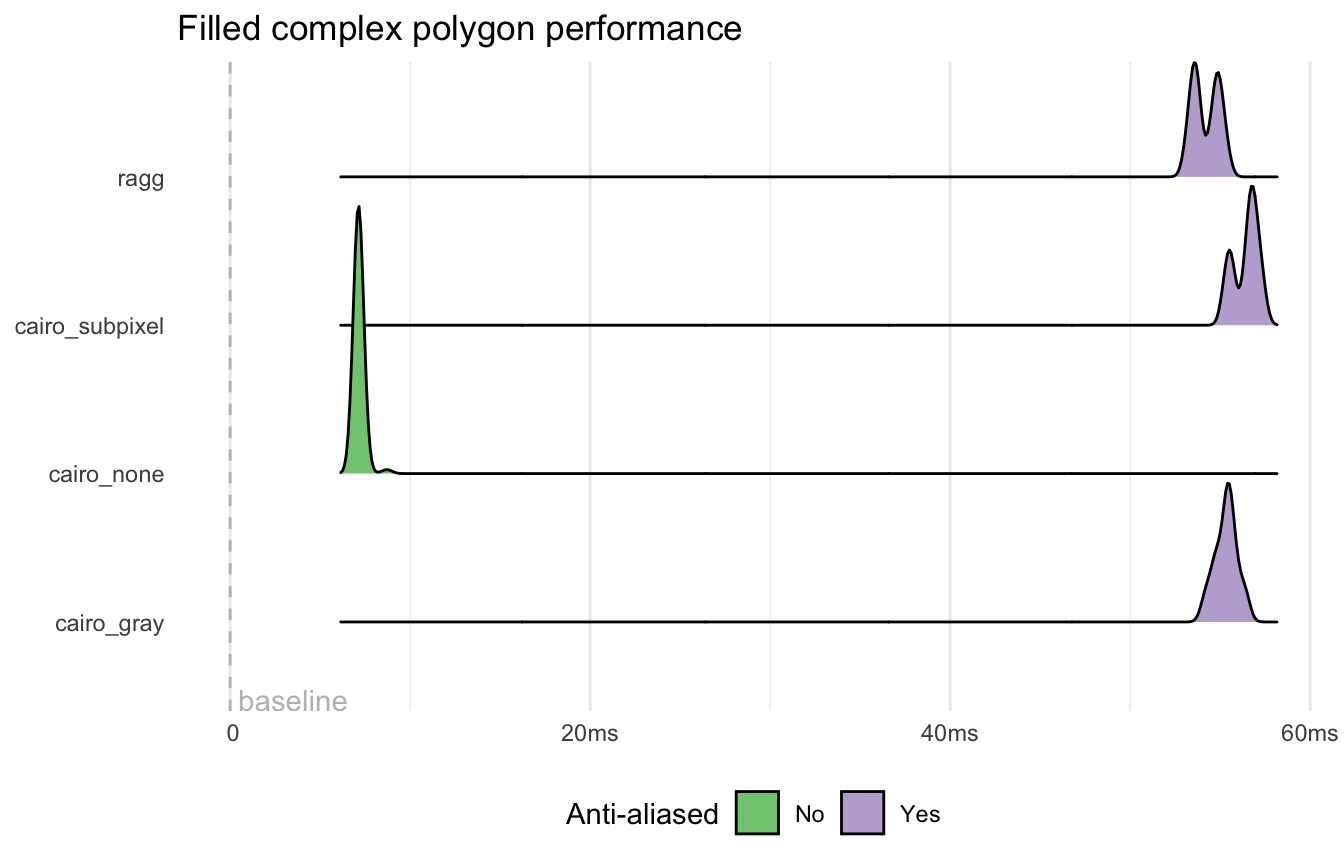 Filled complex polygon performance
ragg
cairo_subpixel
cairo_none
cairo_gray
baseline
0 20ms 40ms 60ms
Anti-aliased No Yes